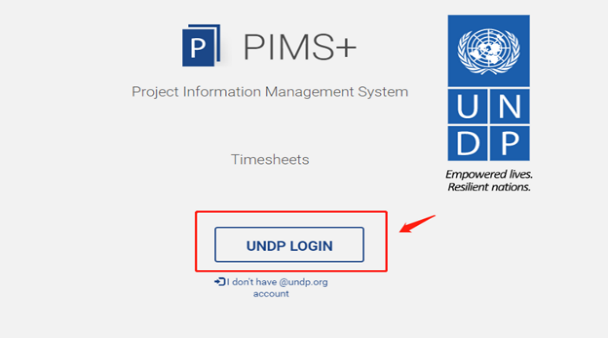 P PIMS+
Project Information Management System
Timesheets
UNDP LOGIN
I don't have @undp.org
account
U N
D P
Empowered lives.
Resilient nations.